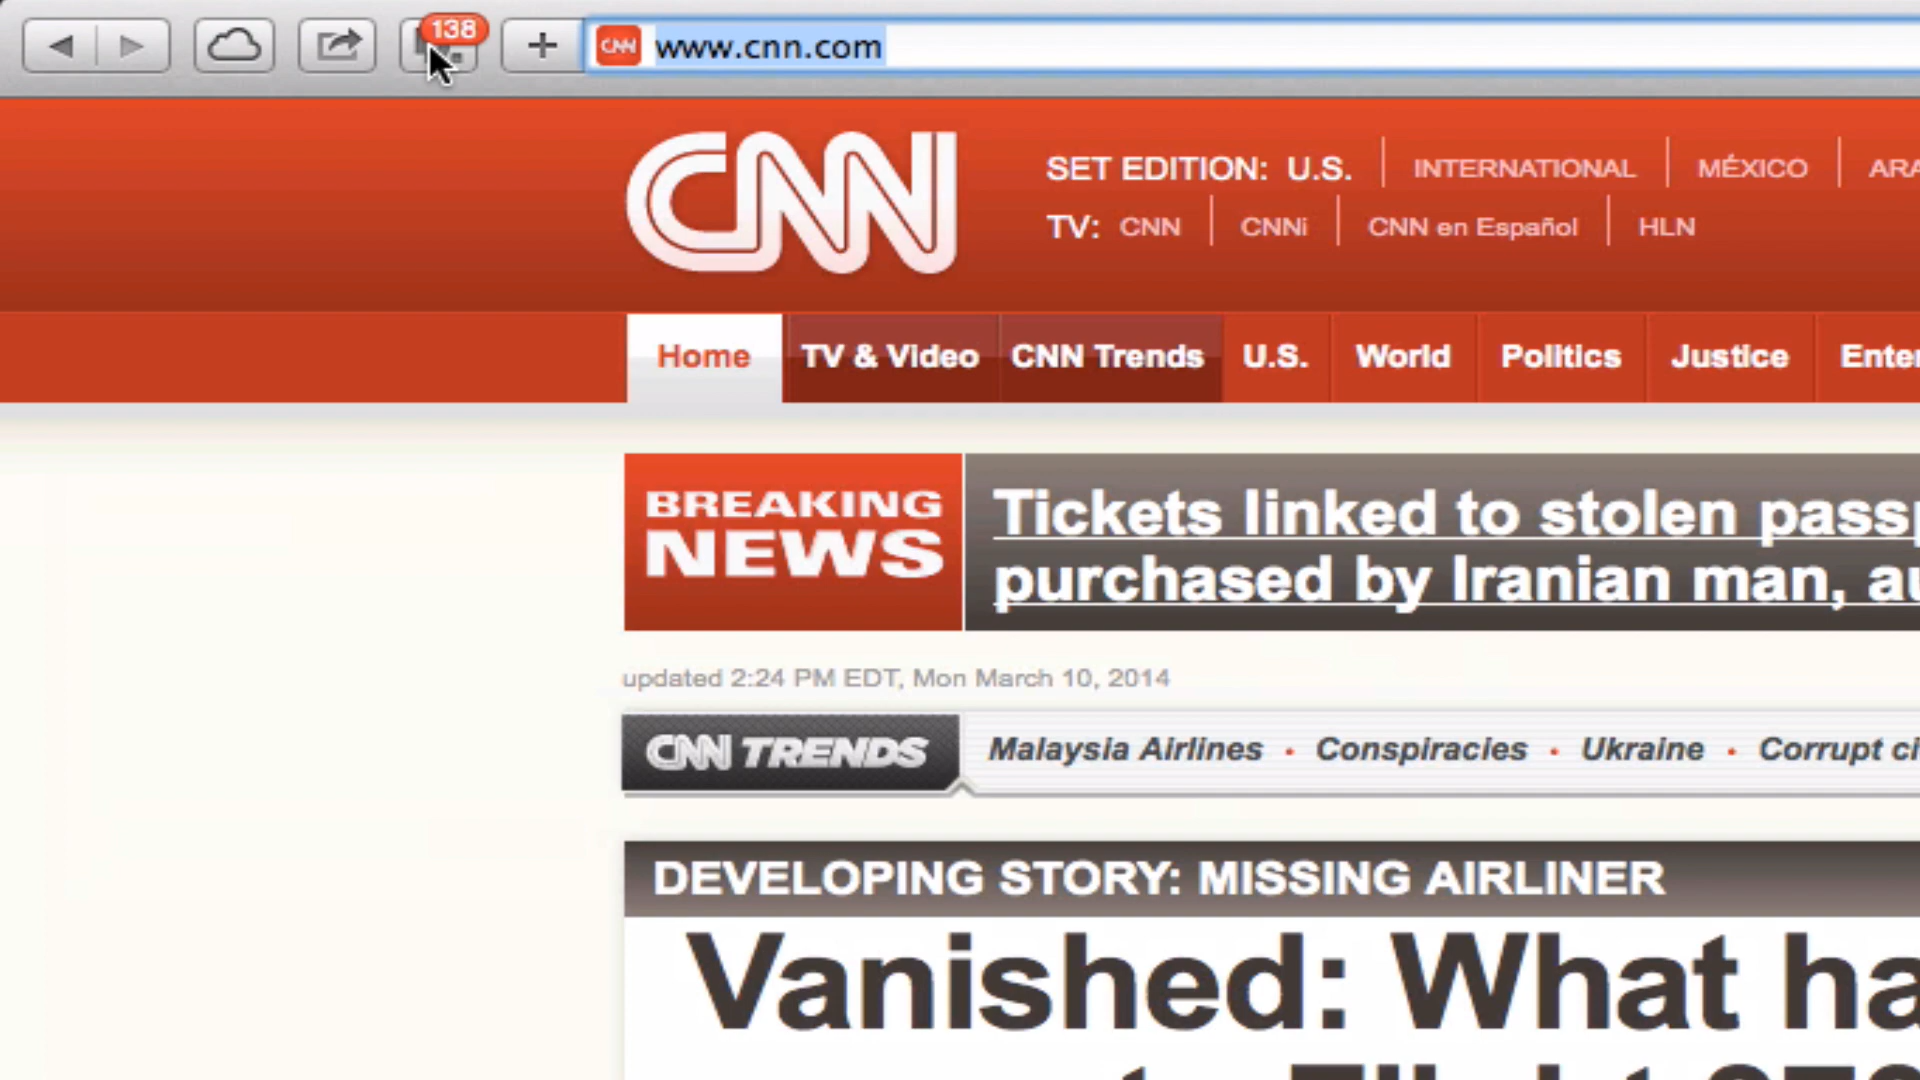 138
CNN www.cnn.com
CNN
SET EDITION: U.S. INTERNATIONAL MÉXICO
TV: CNN CNNi CNN en Español HLN
Home TV & Video CNN Trends U.S. World Politics Justice
BREAKING
NEWS
Tickets linked to stolen
purchased by Iranian man,
updated 2:24 PM EDT, Mon March 10, 2014
CNN TRENDS Malaysia Airlines • Conspiracies • Ukraine • Corrupt
DEVELOPING STORY: MISSING AIRLINER
Vanished: What